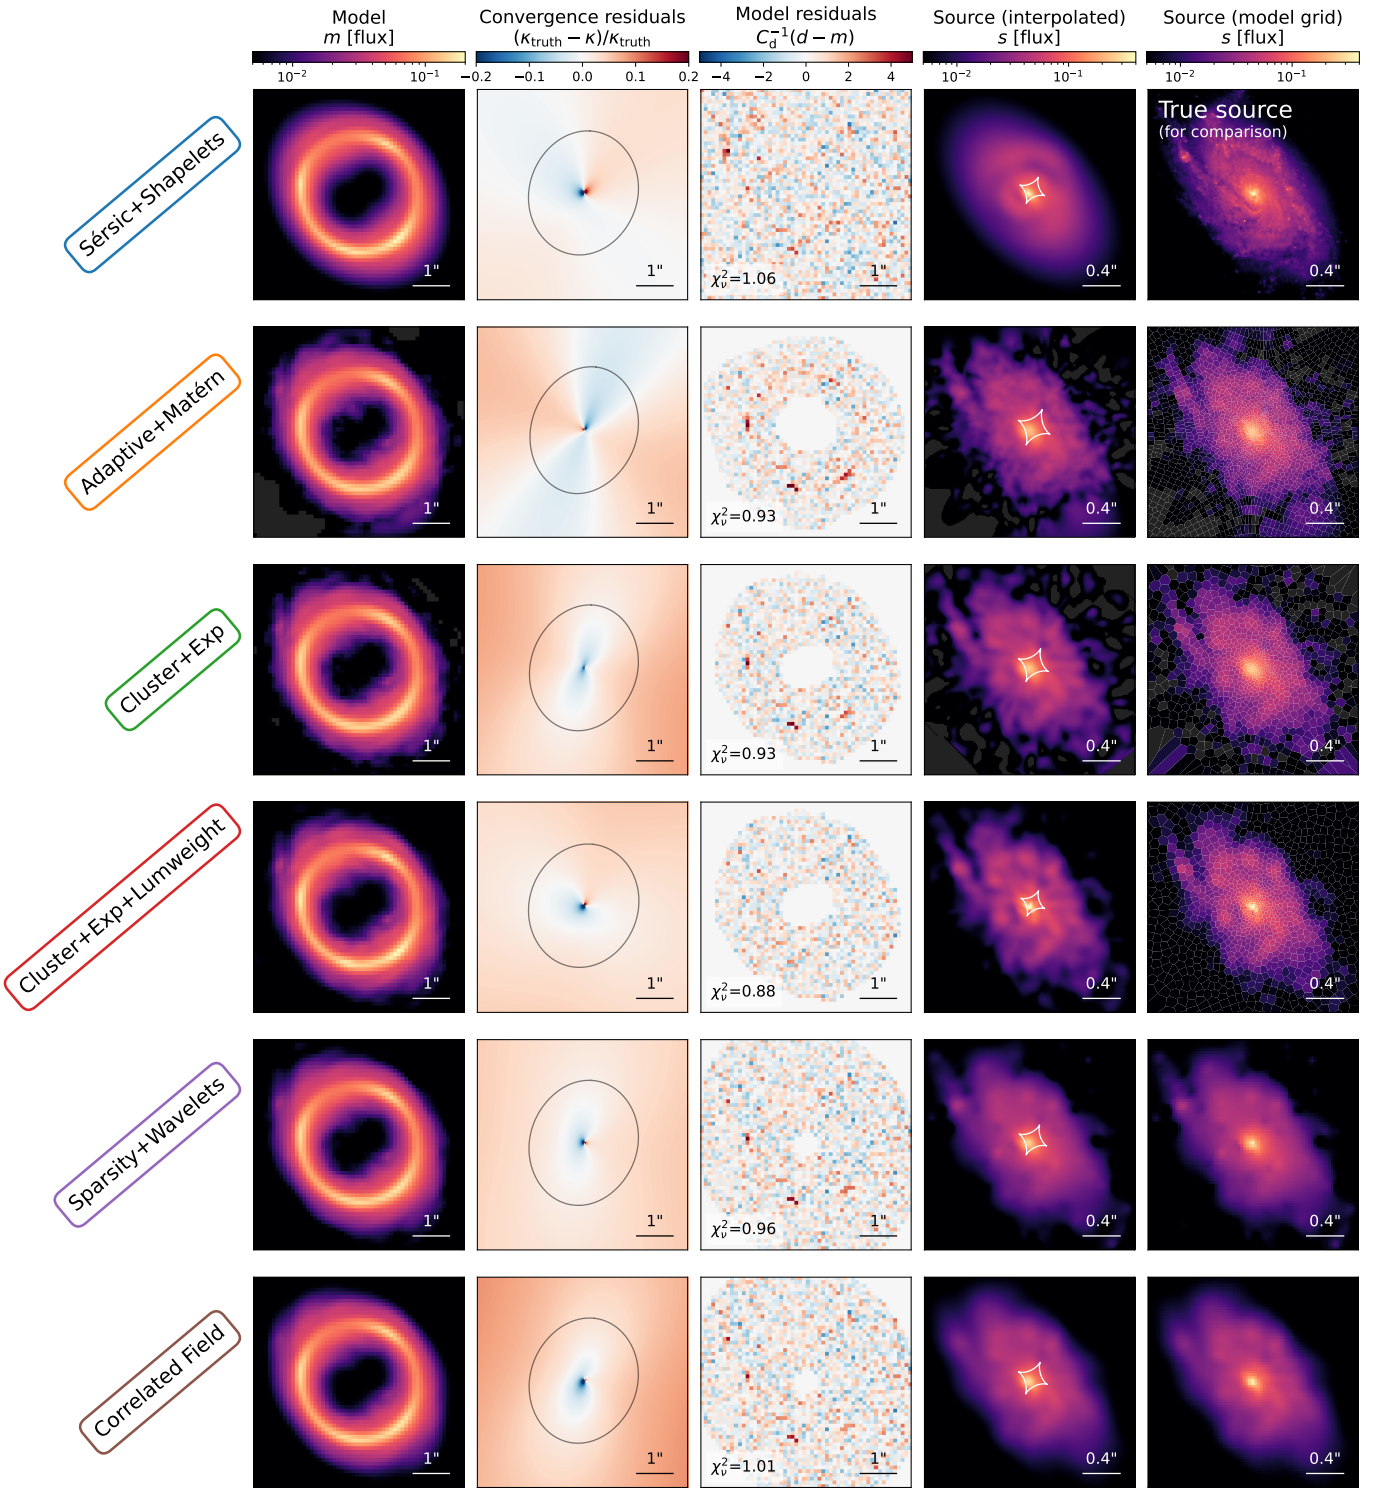 Model
m [flux]
Convergence residuals
(κtruth − κ)/κtruth
Model residuals
C_d^−1(d − m)
Source (interpolated)
s [flux]
Source (model grid)
s [flux]
10^−2 10^−1
−0.2 −0.1 0.0 0.1 0.2
−4 −2 0 2 4
10^−2 10^−1
10^−2 10^−1
Sérsic+Shapelets
1"
1"
χ²ν=1.06
1"
0.4"
True source
(for comparison)
0.4"
Adaptive+Matérn
1"
1"
χ²ν=0.93
1"
0.4"
0.4"
Cluster+Exp
1"
1"
χ²ν=0.93
1"
0.4"
0.4"
Cluster+Exp+Lumweight
1"
1"
χ²ν=0.88
1"
0.4"
0.4"
Sparsity+Wavelets
1"
1"
χ²ν=0.96
1"
0.4"
0.4"
Correlated Field
1"
1"
χ²ν=1.01
1"
0.4"
0.4"